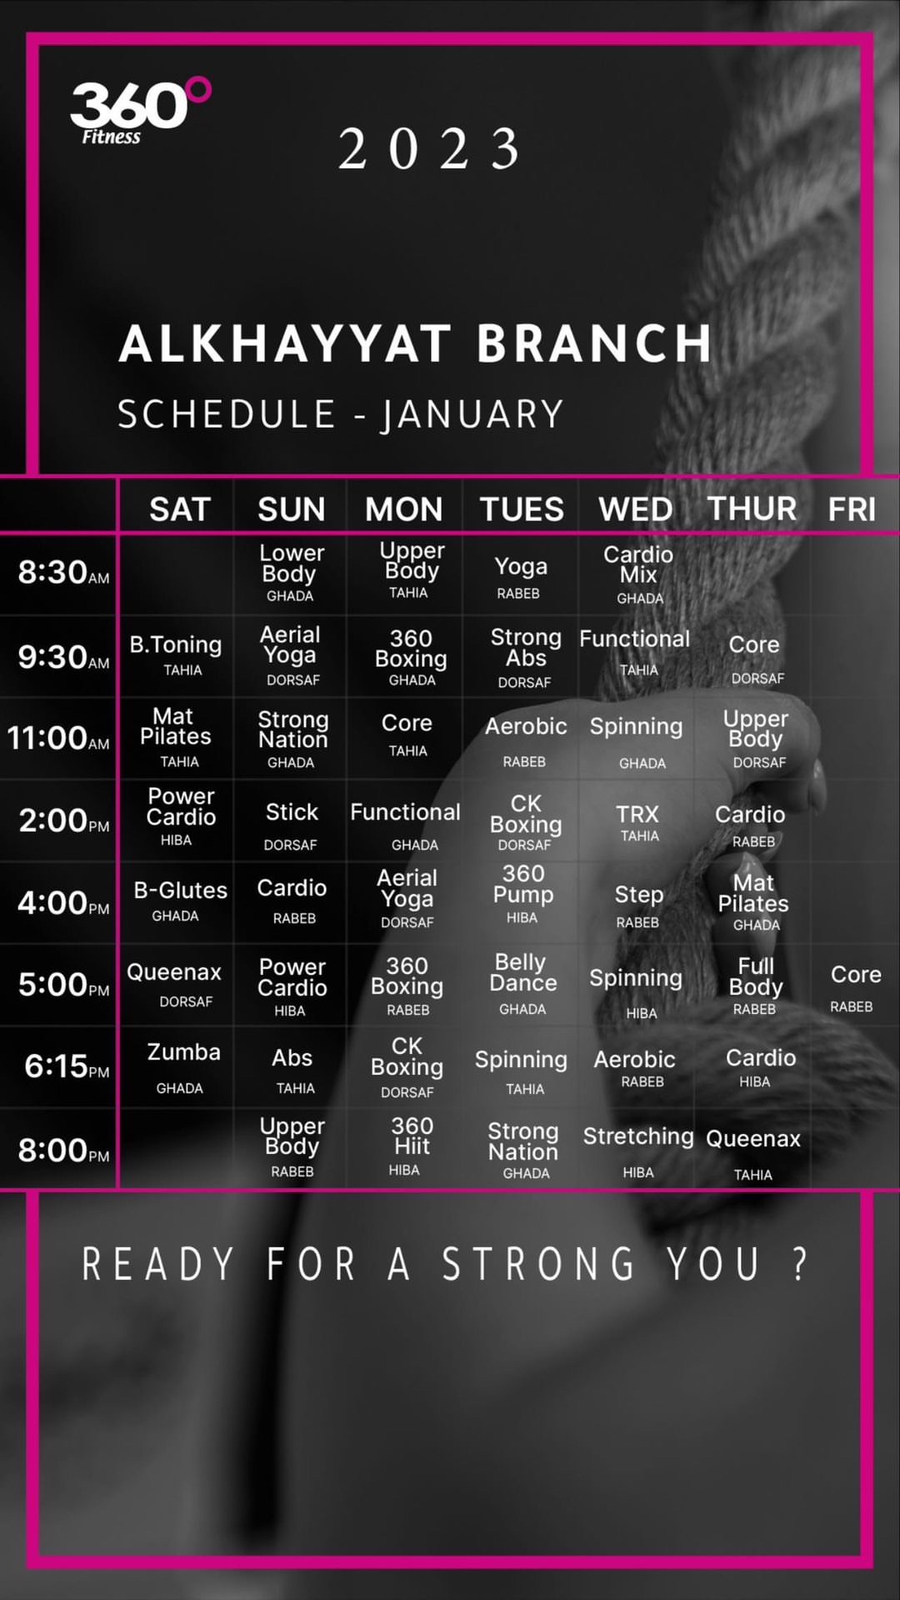 360°
Fitness
2023
ALKHAYYAT BRANCH
SCHEDULE - JANUARY
SAT SUN MON TUES WED THUR FRI
8:30AM
Lower Body GHADA
Upper Body TAHIA
Yoga RABEB
Cardio Mix GHADA
9:30AM
B.Toning TAHIA
Aerial Yoga DORSAF
360 Boxing GHADA
Strong Abs DORSAF
Functional TAHIA
Core DORSAF
11:00AM
Mat Pilates TAHIA
Strong Nation GHADA
Core TAHIA
Aerobic RABEB
Spinning GHADA
Upper Body DORSAF
2:00PM
Power Cardio HIBA
Stick DORSAF
Functional GHADA
CK Boxing DORSAF
TRX TAHIA
Cardio RABEB
4:00PM
B-Glutes GHADA
Cardio RABEB
Aerial Yoga DORSAF
360 Pump HIBA
Step RABEB
Mat Pilates GHADA
5:00PM
Queenax DORSAF
Power Cardio HIBA
360 Boxing RABEB
Belly Dance GHADA
Spinning HIBA
Full Body RABEB
Core RABEB
6:15PM
Zumba GHADA
Abs TAHIA
CK Boxing DORSAF
Spinning TAHIA
Aerobic RABEB
Cardio HIBA
8:00PM
Upper Body RABEB
360 Hiit HIBA
Strong Nation GHADA
Stretching HIBA
Queenax TAHIA
READY FOR A STRONG YOU ?